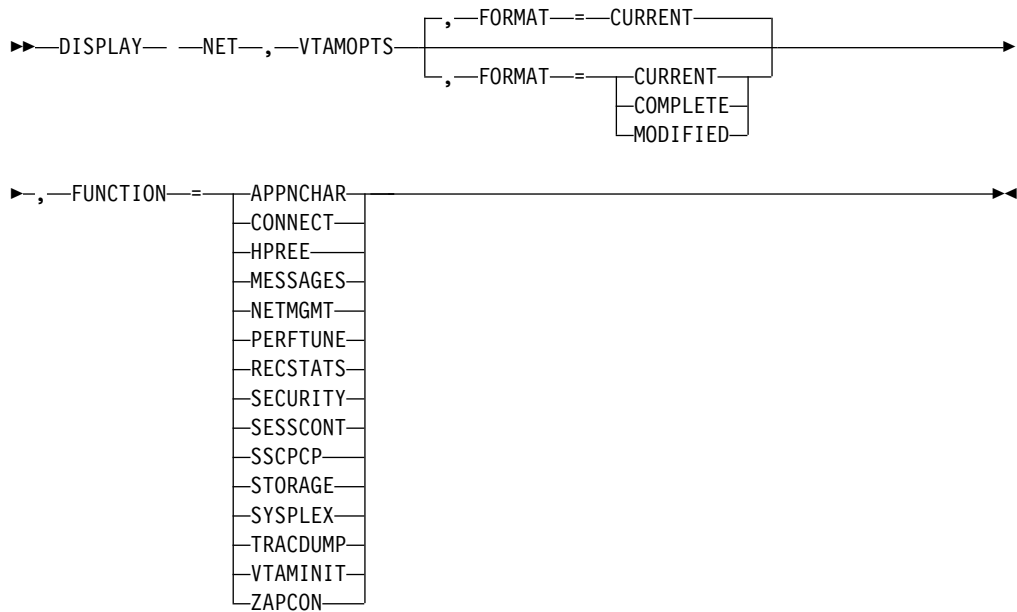 , FORMAT = CURRENT
DISPLAY NET , VTAMOPTS
, FORMAT = CURRENT
COMPLETE
MODIFIED
, FUNCTION = APPNCHAR
CONNECT
HPREE
MESSAGES
NETMGMT
PERFTUNE
RECSTATS
SECURITY
SESSCONT
SSCPCP
STORAGE
SYSPLEX
TRACDUMP
VTAMINIT
ZAPCON